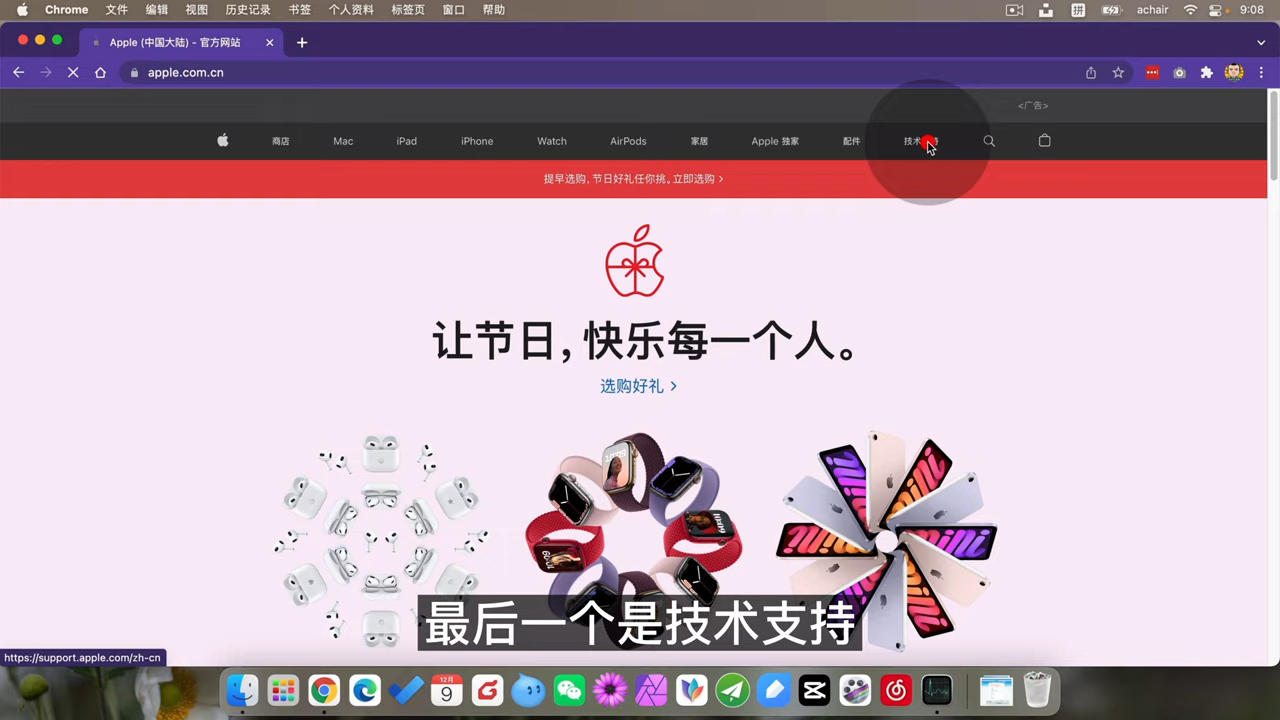 Chrome 文件 编辑 视图 历史记录 书签 个人资料 标签页 窗口 帮助 拼 achair 9:08
Apple (中国大陆) - 官方网站
apple.com.cn
<广告>
商店 Mac iPad iPhone Watch AirPods 家居 Apple 独家 配件 技术
提早选购，节日好礼任你挑。立即选购 >
让节日，快乐每一个人。
选购好礼 >
最后一个是技术支持
https://support.apple.com/zh-cn
12月
9